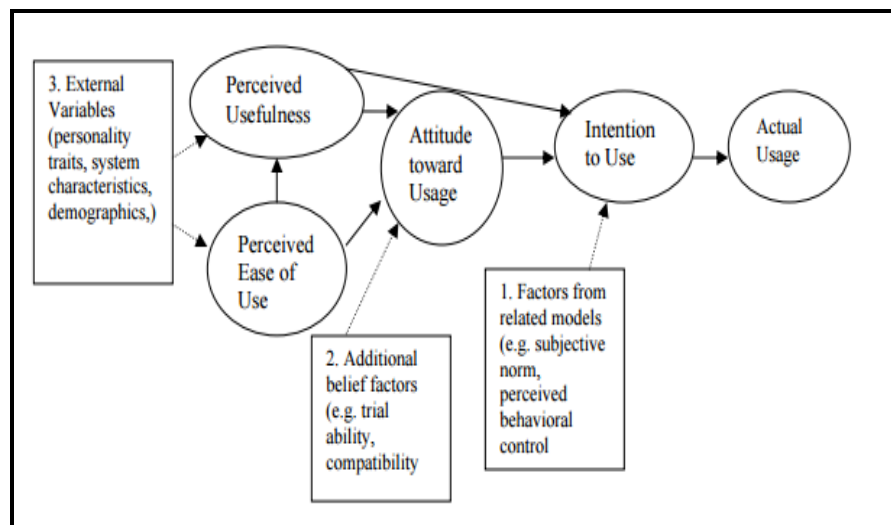 3. External
Variables
(personality
traits, system
characteristics,
demographics,)
Perceived
Usefulness
Perceived
Ease of
Use
Attitude
toward
Usage
Intention
to Use
Actual
Usage
2. Additional
belief factors
(e.g. trial
ability,
compatibility
1. Factors from
related models
(e.g. subjective
norm,
perceived
behavioral
control